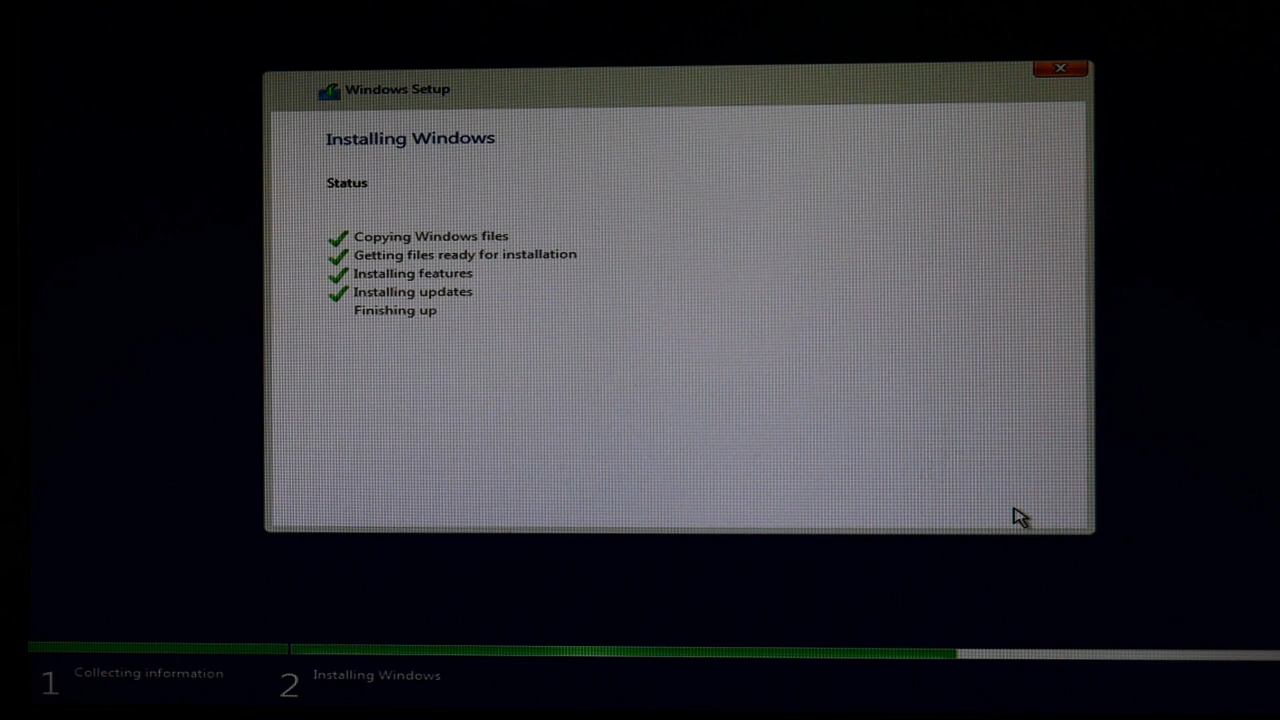 Windows Setup
Installing Windows
Status
Copying Windows files
Getting files ready for installation
Installing features
Installing updates
Finishing up
1 Collecting information
2 Installing Windows